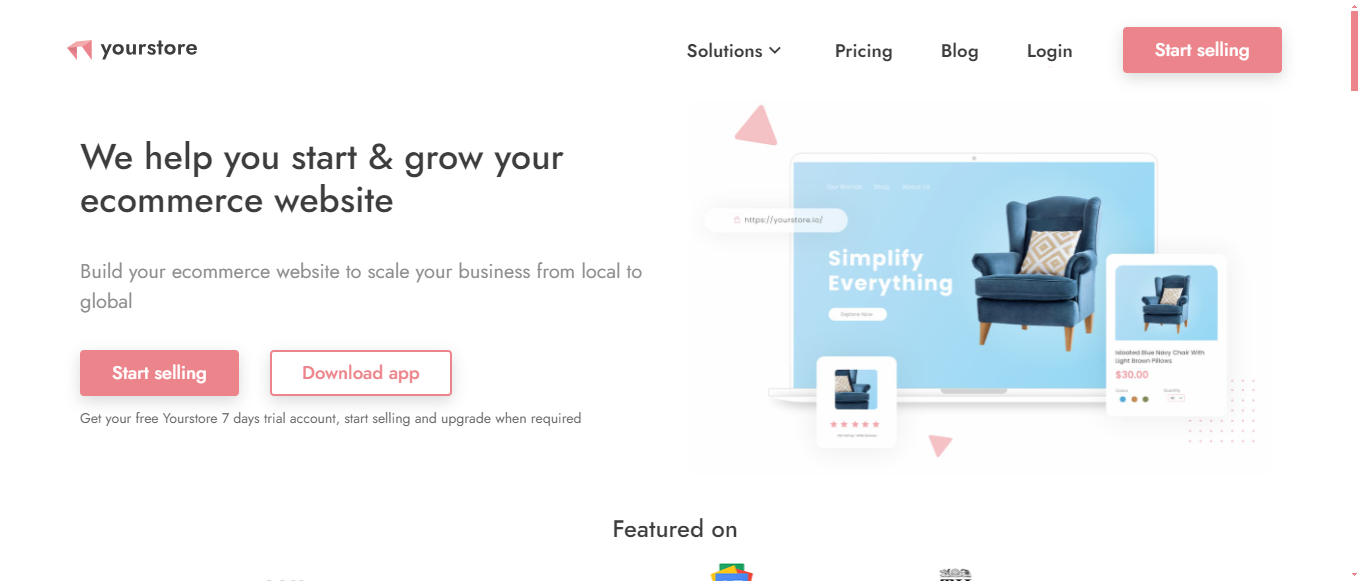 yourstore
Solutions
Pricing
Blog
Login
Start selling
We help you start & grow your
ecommerce website
Build your ecommerce website to scale your business from local to
global
Start selling
Download app
Get your free Yourstore 7 days trial account, start selling and upgrade when required
Blog
About Us
https://yourstore.io/
Simplify
Everything
Explore Now
Isloated Blue Navy Chair With
Light Brown Pillows
$30.00
Quantity
Featured on